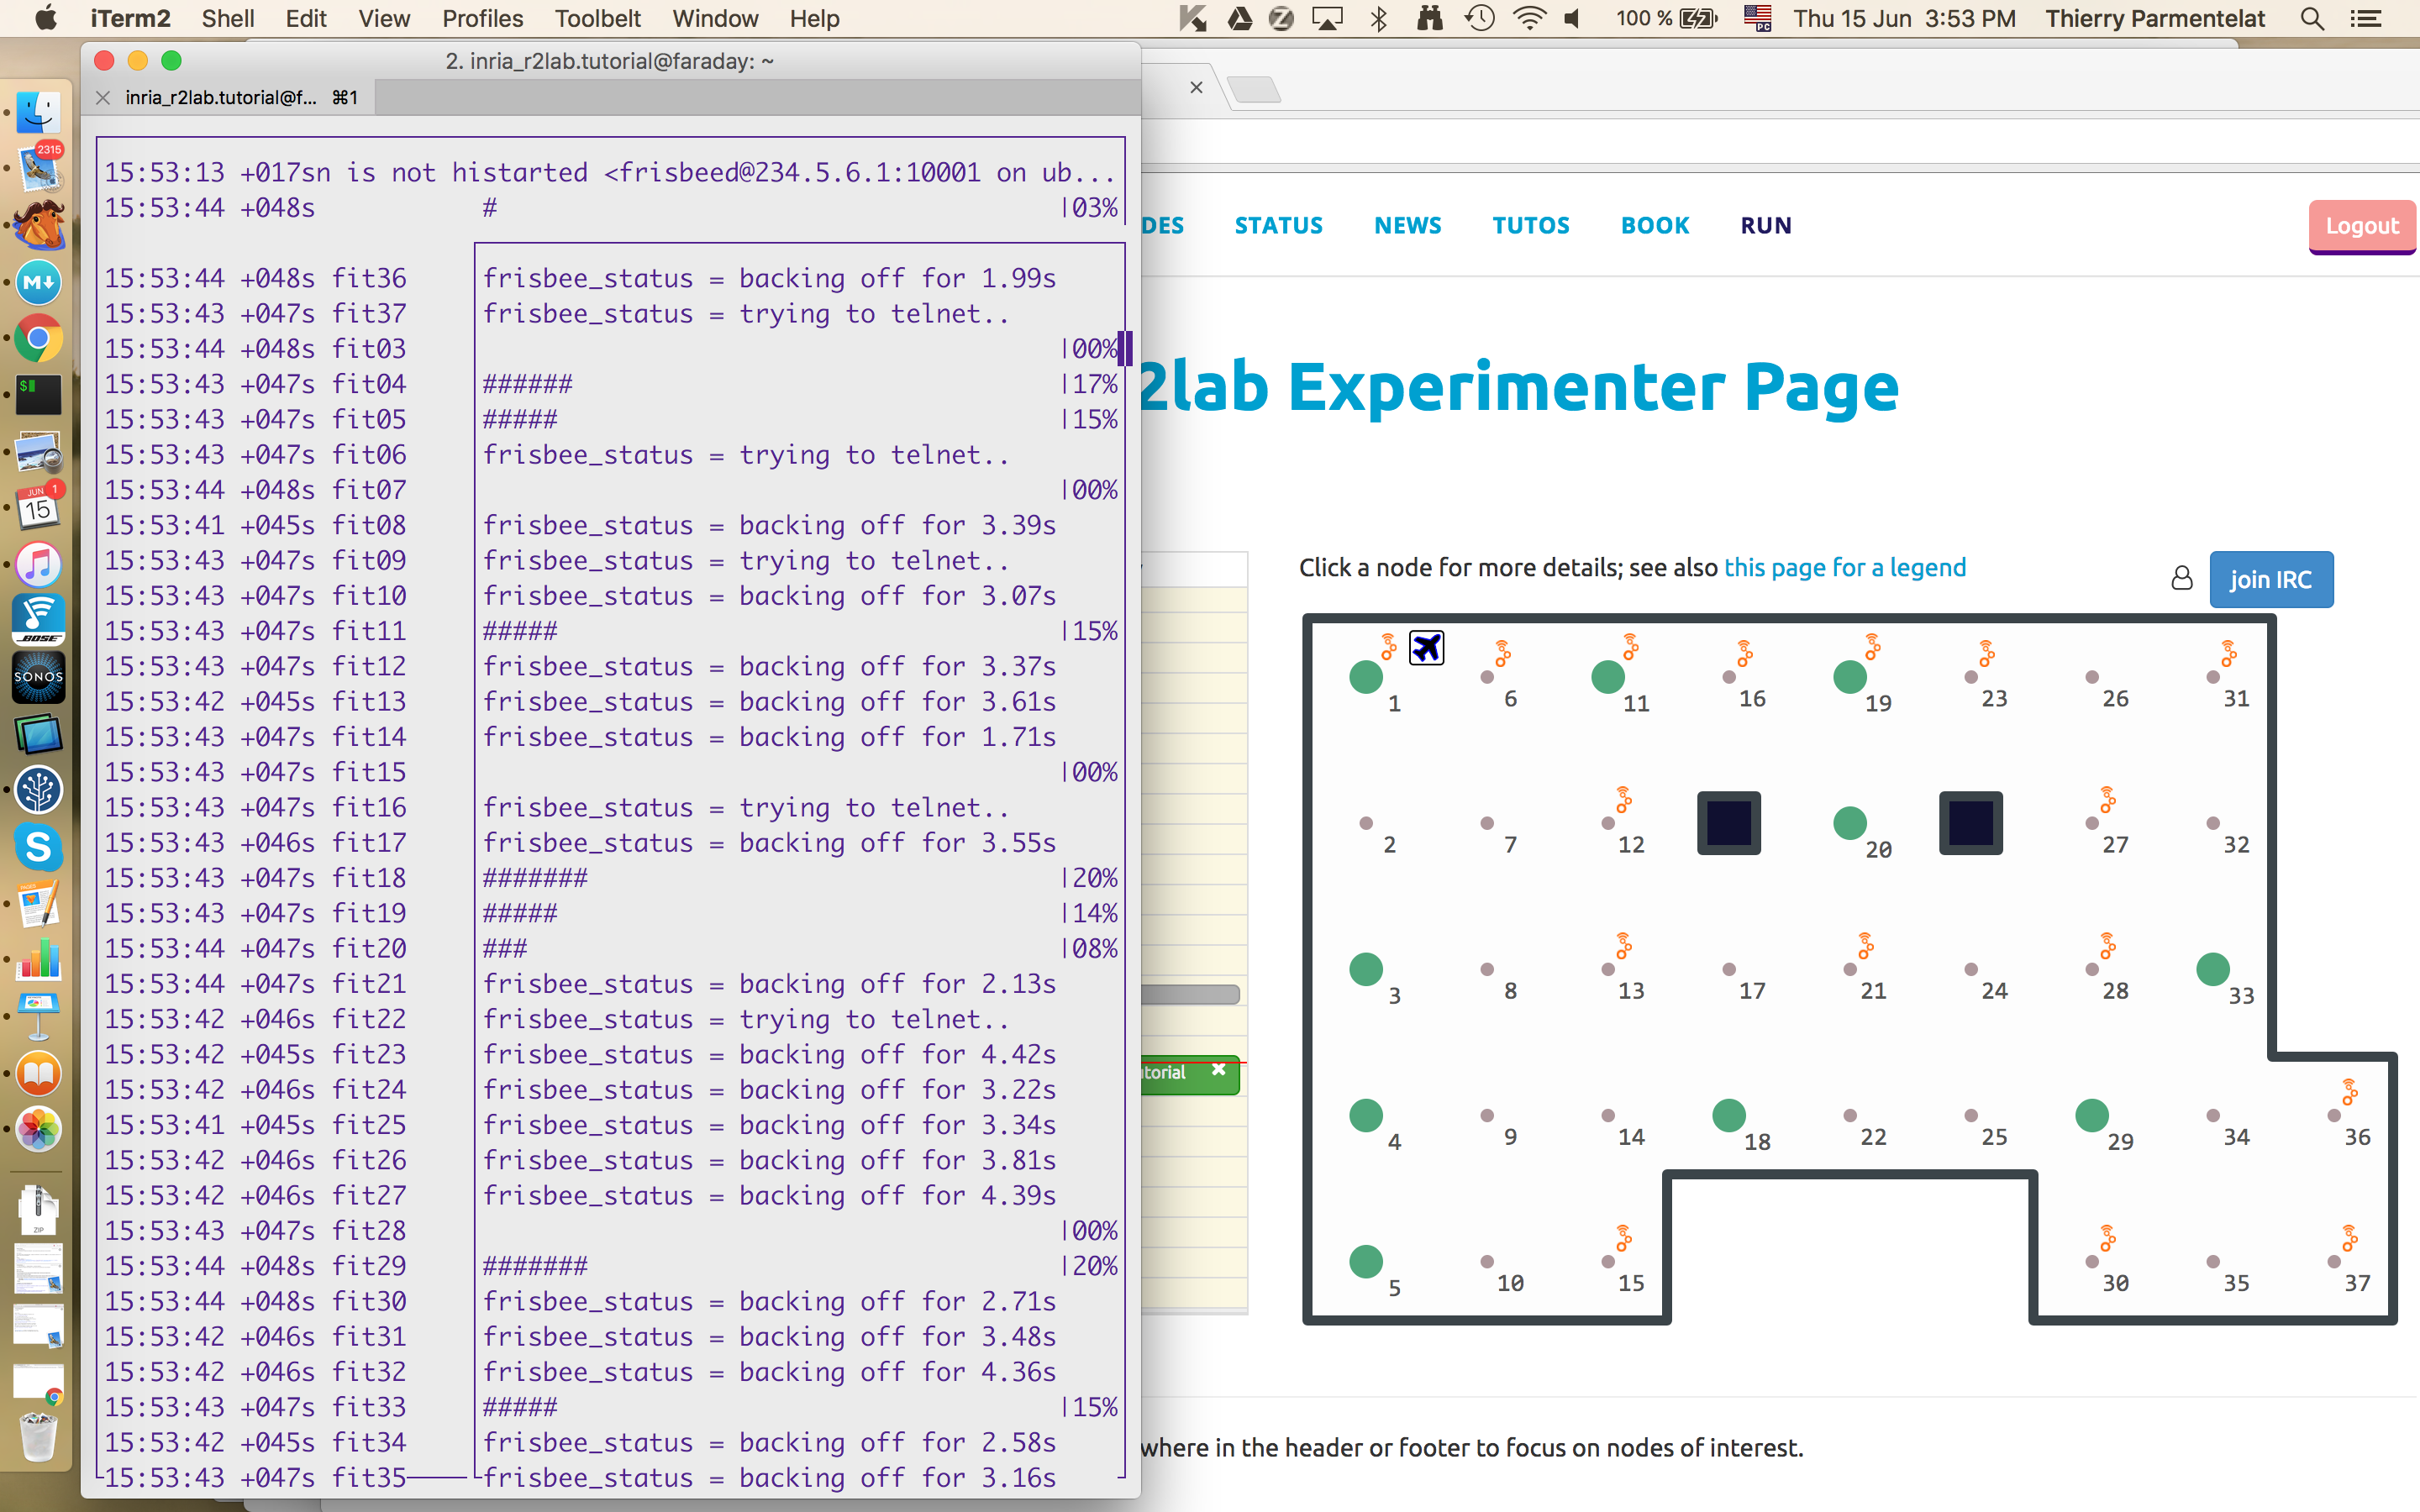 iTerm2 Shell Edit View Profiles Toolbelt Window Help 100 % Thu 15 Jun 3:53 PM Thierry Parmentelat
2. inria_r2lab.tutorial@faraday: ~
inria_r2lab.tutorial@f... ⌘1
15:53:13 +017sn is not histarted <frisbeed@234.5.6.1:10001 on ub...
15:53:44 +048s # |03%
15:53:44 +048s fit36 frisbee_status = backing off for 1.99s
15:53:43 +047s fit37 frisbee_status = trying to telnet..
15:53:44 +048s fit03 |00%
15:53:43 +047s fit04 ###### |17%
15:53:43 +047s fit05 ##### |15%
15:53:43 +047s fit06 frisbee_status = trying to telnet..
15:53:44 +048s fit07 |00%
15:53:41 +045s fit08 frisbee_status = backing off for 3.39s
15:53:43 +047s fit09 frisbee_status = trying to telnet..
15:53:43 +047s fit10 frisbee_status = backing off for 3.07s
15:53:43 +047s fit11 ##### |15%
15:53:43 +047s fit12 frisbee_status = backing off for 3.37s
15:53:42 +045s fit13 frisbee_status = backing off for 3.61s
15:53:43 +047s fit14 frisbee_status = backing off for 1.71s
15:53:43 +047s fit15 |00%
15:53:43 +047s fit16 frisbee_status = trying to telnet..
15:53:43 +046s fit17 frisbee_status = backing off for 3.55s
15:53:43 +047s fit18 ####### |20%
15:53:43 +047s fit19 ##### |14%
15:53:44 +047s fit20 ### |08%
15:53:44 +047s fit21 frisbee_status = backing off for 2.13s
15:53:42 +046s fit22 frisbee_status = trying to telnet..
15:53:42 +045s fit23 frisbee_status = backing off for 4.42s
15:53:42 +046s fit24 frisbee_status = backing off for 3.22s
15:53:41 +045s fit25 frisbee_status = backing off for 3.34s
15:53:42 +046s fit26 frisbee_status = backing off for 3.81s
15:53:42 +046s fit27 frisbee_status = backing off for 4.39s
15:53:43 +047s fit28 |00%
15:53:44 +048s fit29 ####### |20%
15:53:44 +048s fit30 frisbee_status = backing off for 2.71s
15:53:42 +046s fit31 frisbee_status = backing off for 3.48s
15:53:42 +046s fit32 frisbee_status = backing off for 4.36s
15:53:43 +047s fit33 ##### |15%
15:53:42 +045s fit34 frisbee_status = backing off for 2.58s
15:53:43 +047s fit35 frisbee_status = backing off for 3.16s
2315
M
$
JUN 1
15
BOSE
SONOS
S
PAGES
ZIP
DES STATUS NEWS TUTOS BOOK RUN
Logout
2lab Experimenter Page
Click a node for more details; see also this page for a legend
join IRC
1 6 11 16 19 23 26 31
2 7 12 20 27 32
3 8 13 17 21 24 28 33
4 9 14 18 22 25 29 34 36
5 10 15 30 35 37
torial
where in the header or footer to focus on nodes of interest.